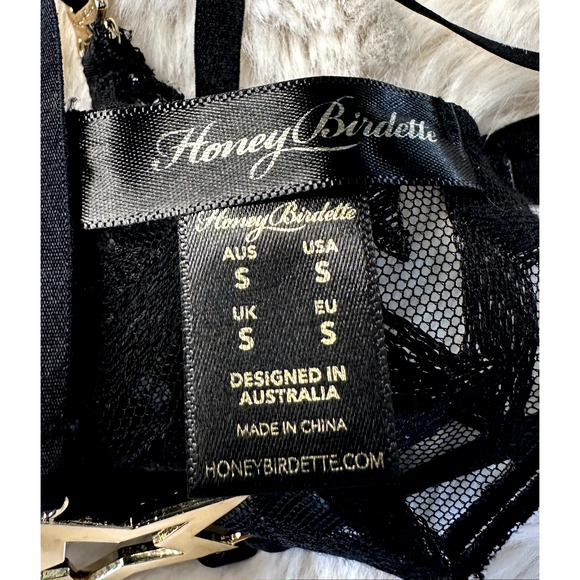 Honey Birdette
Honey Birdette
AUS USA
S S
UK EU
S S
DESIGNED IN
AUSTRALIA
MADE IN CHINA
HONEYBIRDETTE.COM